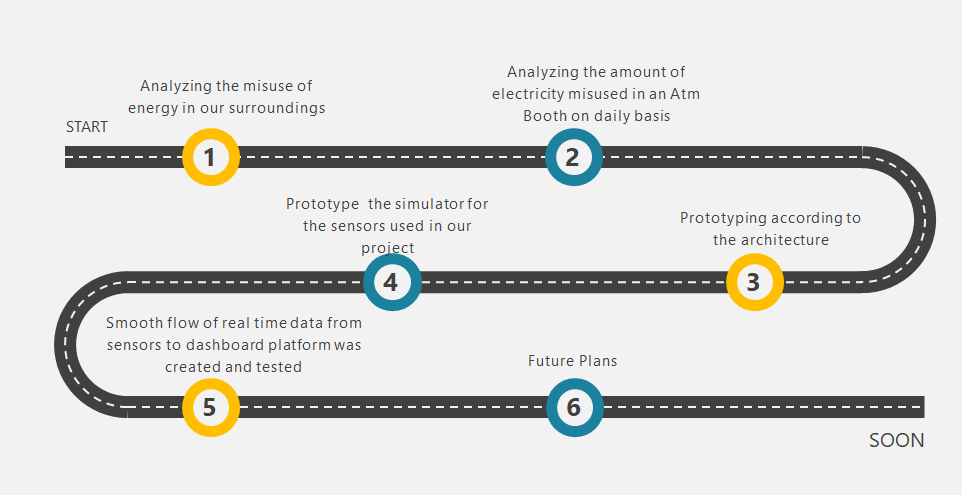 START
Analyzing the misuse of
energy in our surroundings
1
Analyzing the amount of
electricity misused in an Atm
Booth on daily basis
2
Prototyping according to
the architecture
3
Prototype the simulator for
the sensors used in our
project
4
Smooth flow of real time data from
sensors to dashboard platform was
created and tested
5
Future Plans
6
SOON